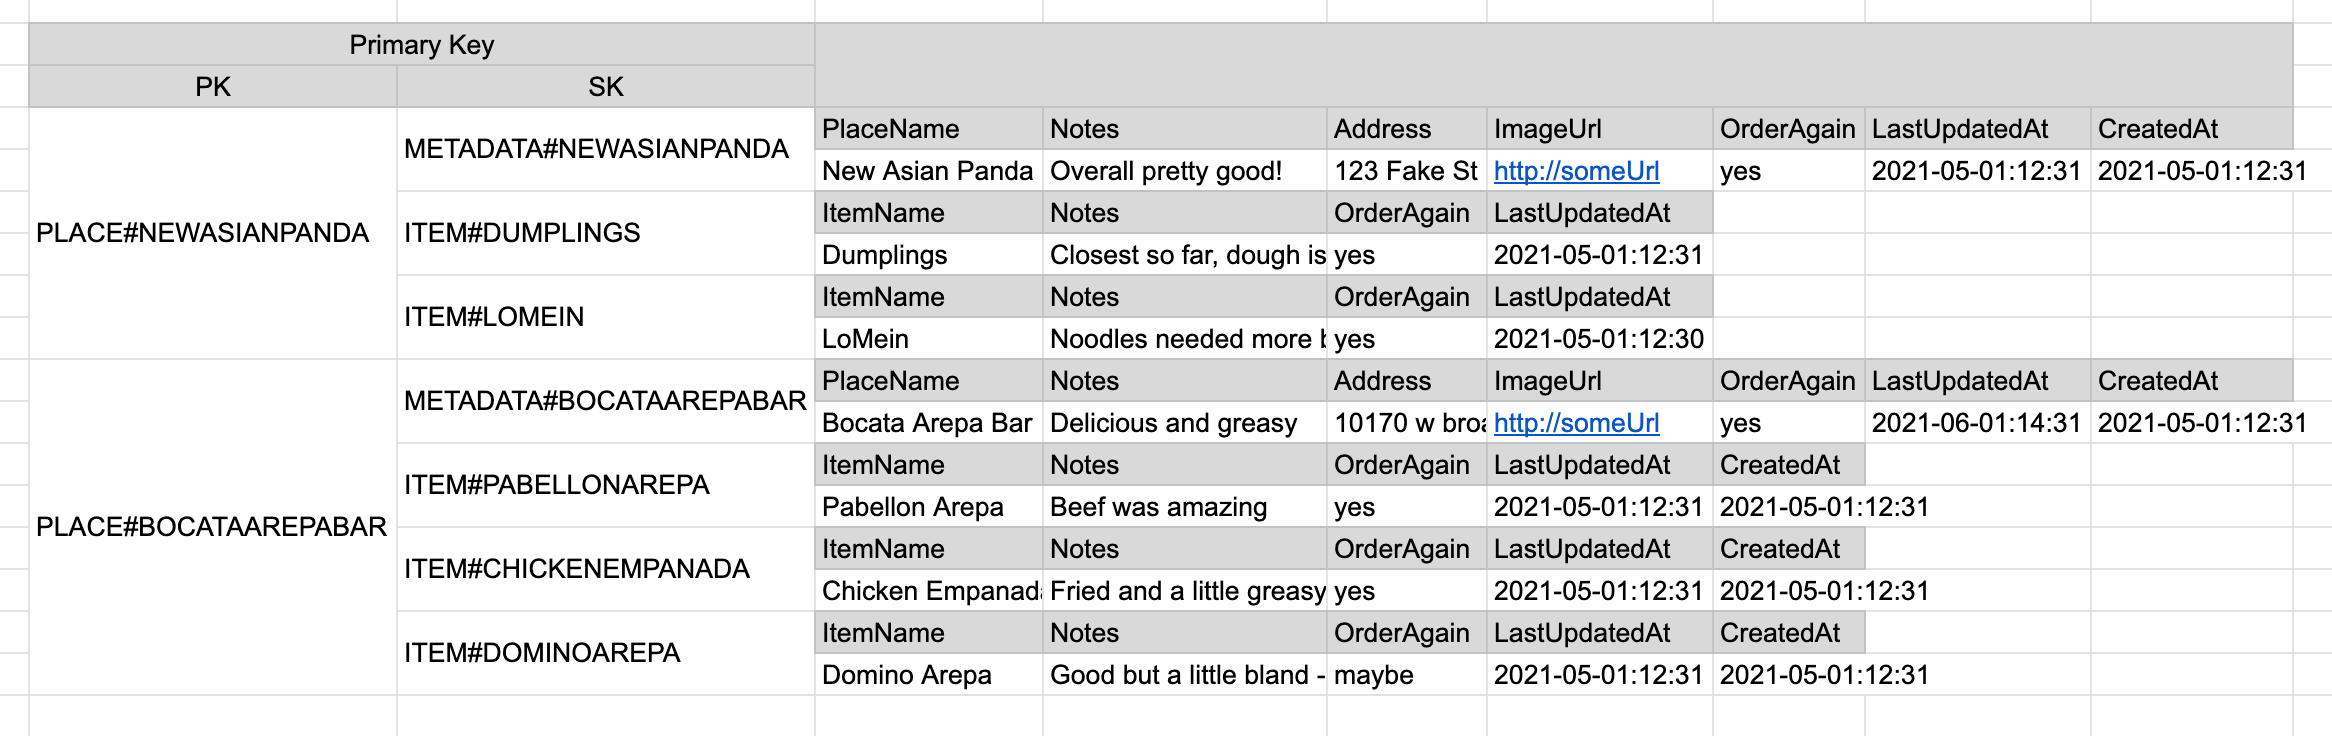 Primary Key
PK SK
PlaceName Notes Address ImageUrl OrderAgain LastUpdatedAt CreatedAt
METADATA#NEWASIANPANDA
New Asian Panda Overall pretty good! 123 Fake St http://someUrl yes 2021-05-01:12:31 2021-05-01:12:31
ItemName Notes OrderAgain LastUpdatedAt
PLACE#NEWASIANPANDA ITEM#DUMPLINGS
Dumplings Closest so far, dough is yes 2021-05-01:12:31
ItemName Notes OrderAgain LastUpdatedAt
ITEM#LOMEIN
LoMein Noodles needed more yes 2021-05-01:12:30
PlaceName Notes Address ImageUrl OrderAgain LastUpdatedAt CreatedAt
METADATA#BOCATAAREPABAR
Bocata Arepa Bar Delicious and greasy 10170 w http://someUrl yes 2021-06-01:14:31 2021-05-01:12:31
ItemName Notes OrderAgain LastUpdatedAt CreatedAt
ITEM#PABELLONAREPA
Pabellon Arepa Beef was amazing yes 2021-05-01:12:31 2021-05-01:12:31
PLACE#BOCATAAREPABAR
ItemName Notes OrderAgain LastUpdatedAt CreatedAt
ITEM#CHICKENEMPANADA
Chicken Fried and a little greasy yes 2021-05-01:12:31 2021-05-01:12:31
ItemName Notes OrderAgain LastUpdatedAt CreatedAt
ITEM#DOMINOAREPA
Domino Arepa Good but a little bland - maybe 2021-05-01:12:31 2021-05-01:12:31